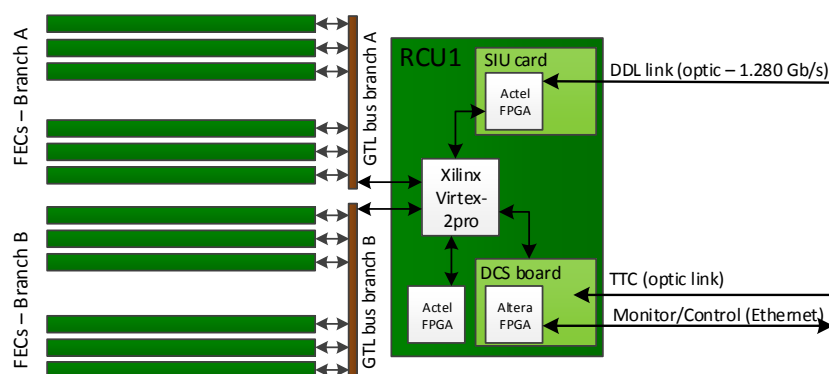 FECs – Branch A
GTL bus branch A
RCU1
SIU card
Actel
FPGA
DDL link (optic – 1.280 Gb/s)
Xilinx
Virtex-
2pro
FECs – Branch B
GTL bus branch B
Actel
FPGA
DCS board
Altera
FPGA
TTC (optic link)
Monitor/Control (Ethernet)